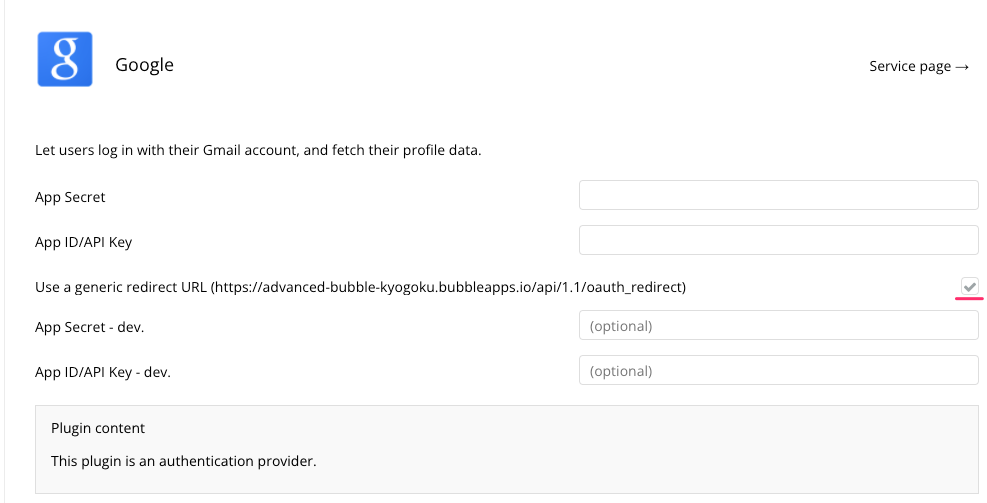 g
Google
Service page →
Let users log in with their Gmail account, and fetch their profile data.
App Secret
App ID/API Key
Use a generic redirect URL (https://advanced-bubble-kyogoku.bubbleapps.io/api/1.1/oauth_redirect)
App Secret - dev.
(optional)
App ID/API Key - dev.
(optional)
Plugin content
This plugin is an authentication provider.